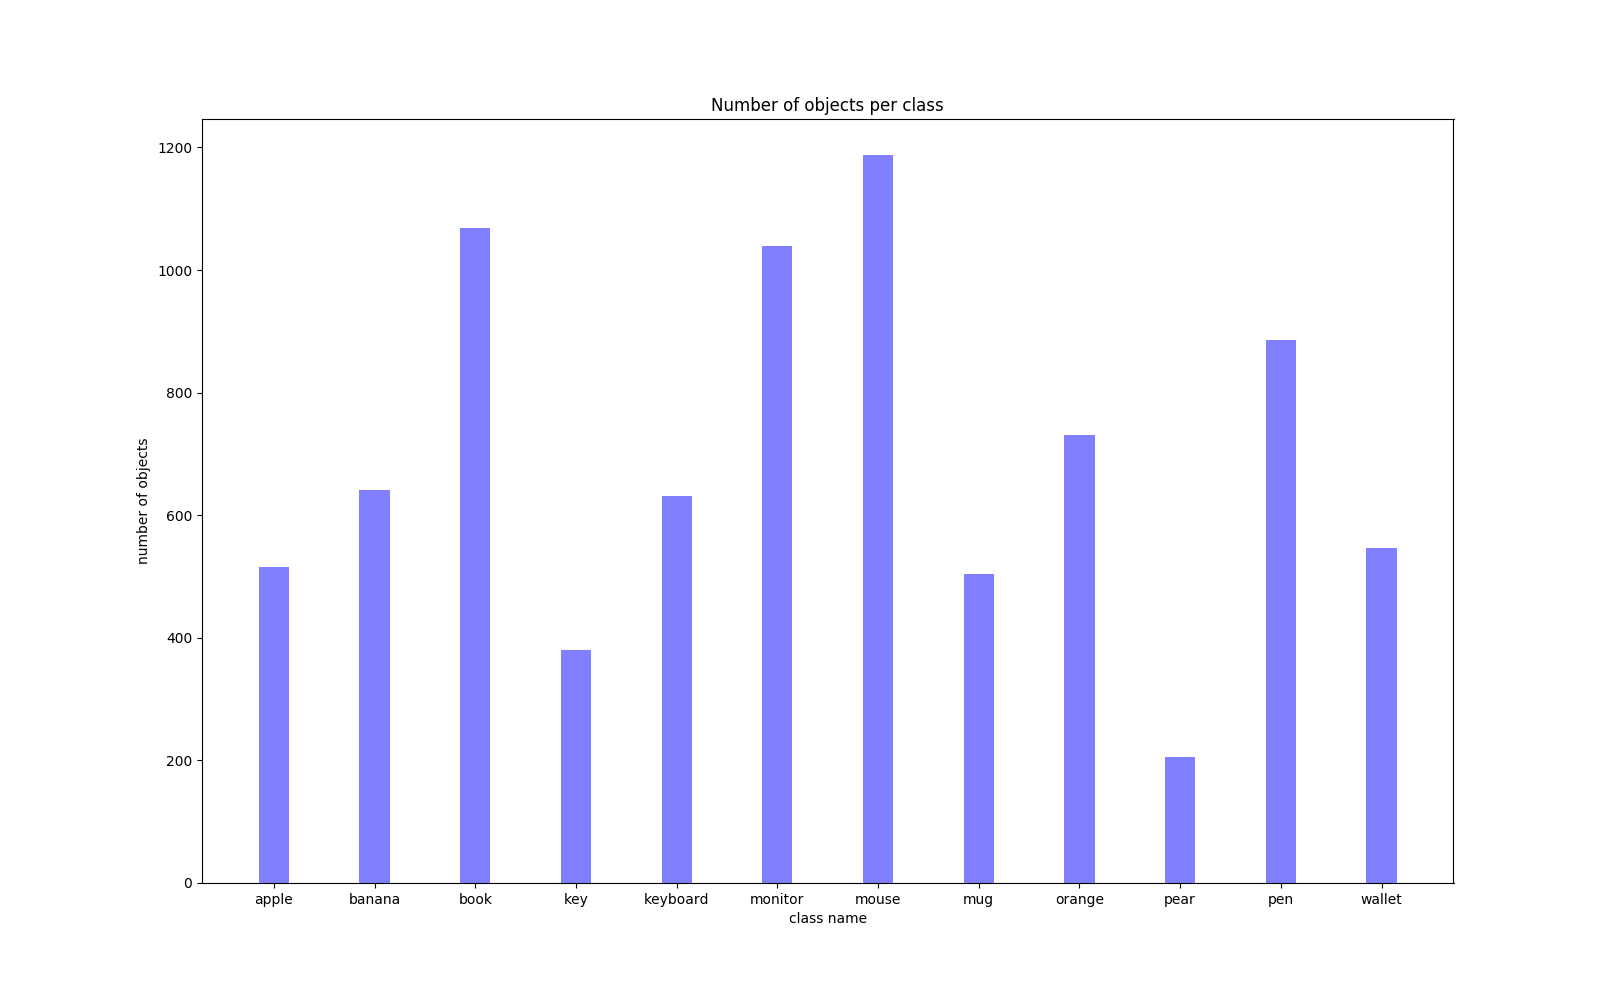 Number of objects per class
1200
1000
800
600
400
200
0
number of objects
apple banana book key keyboard monitor mouse mug orange pear pen wallet
class name